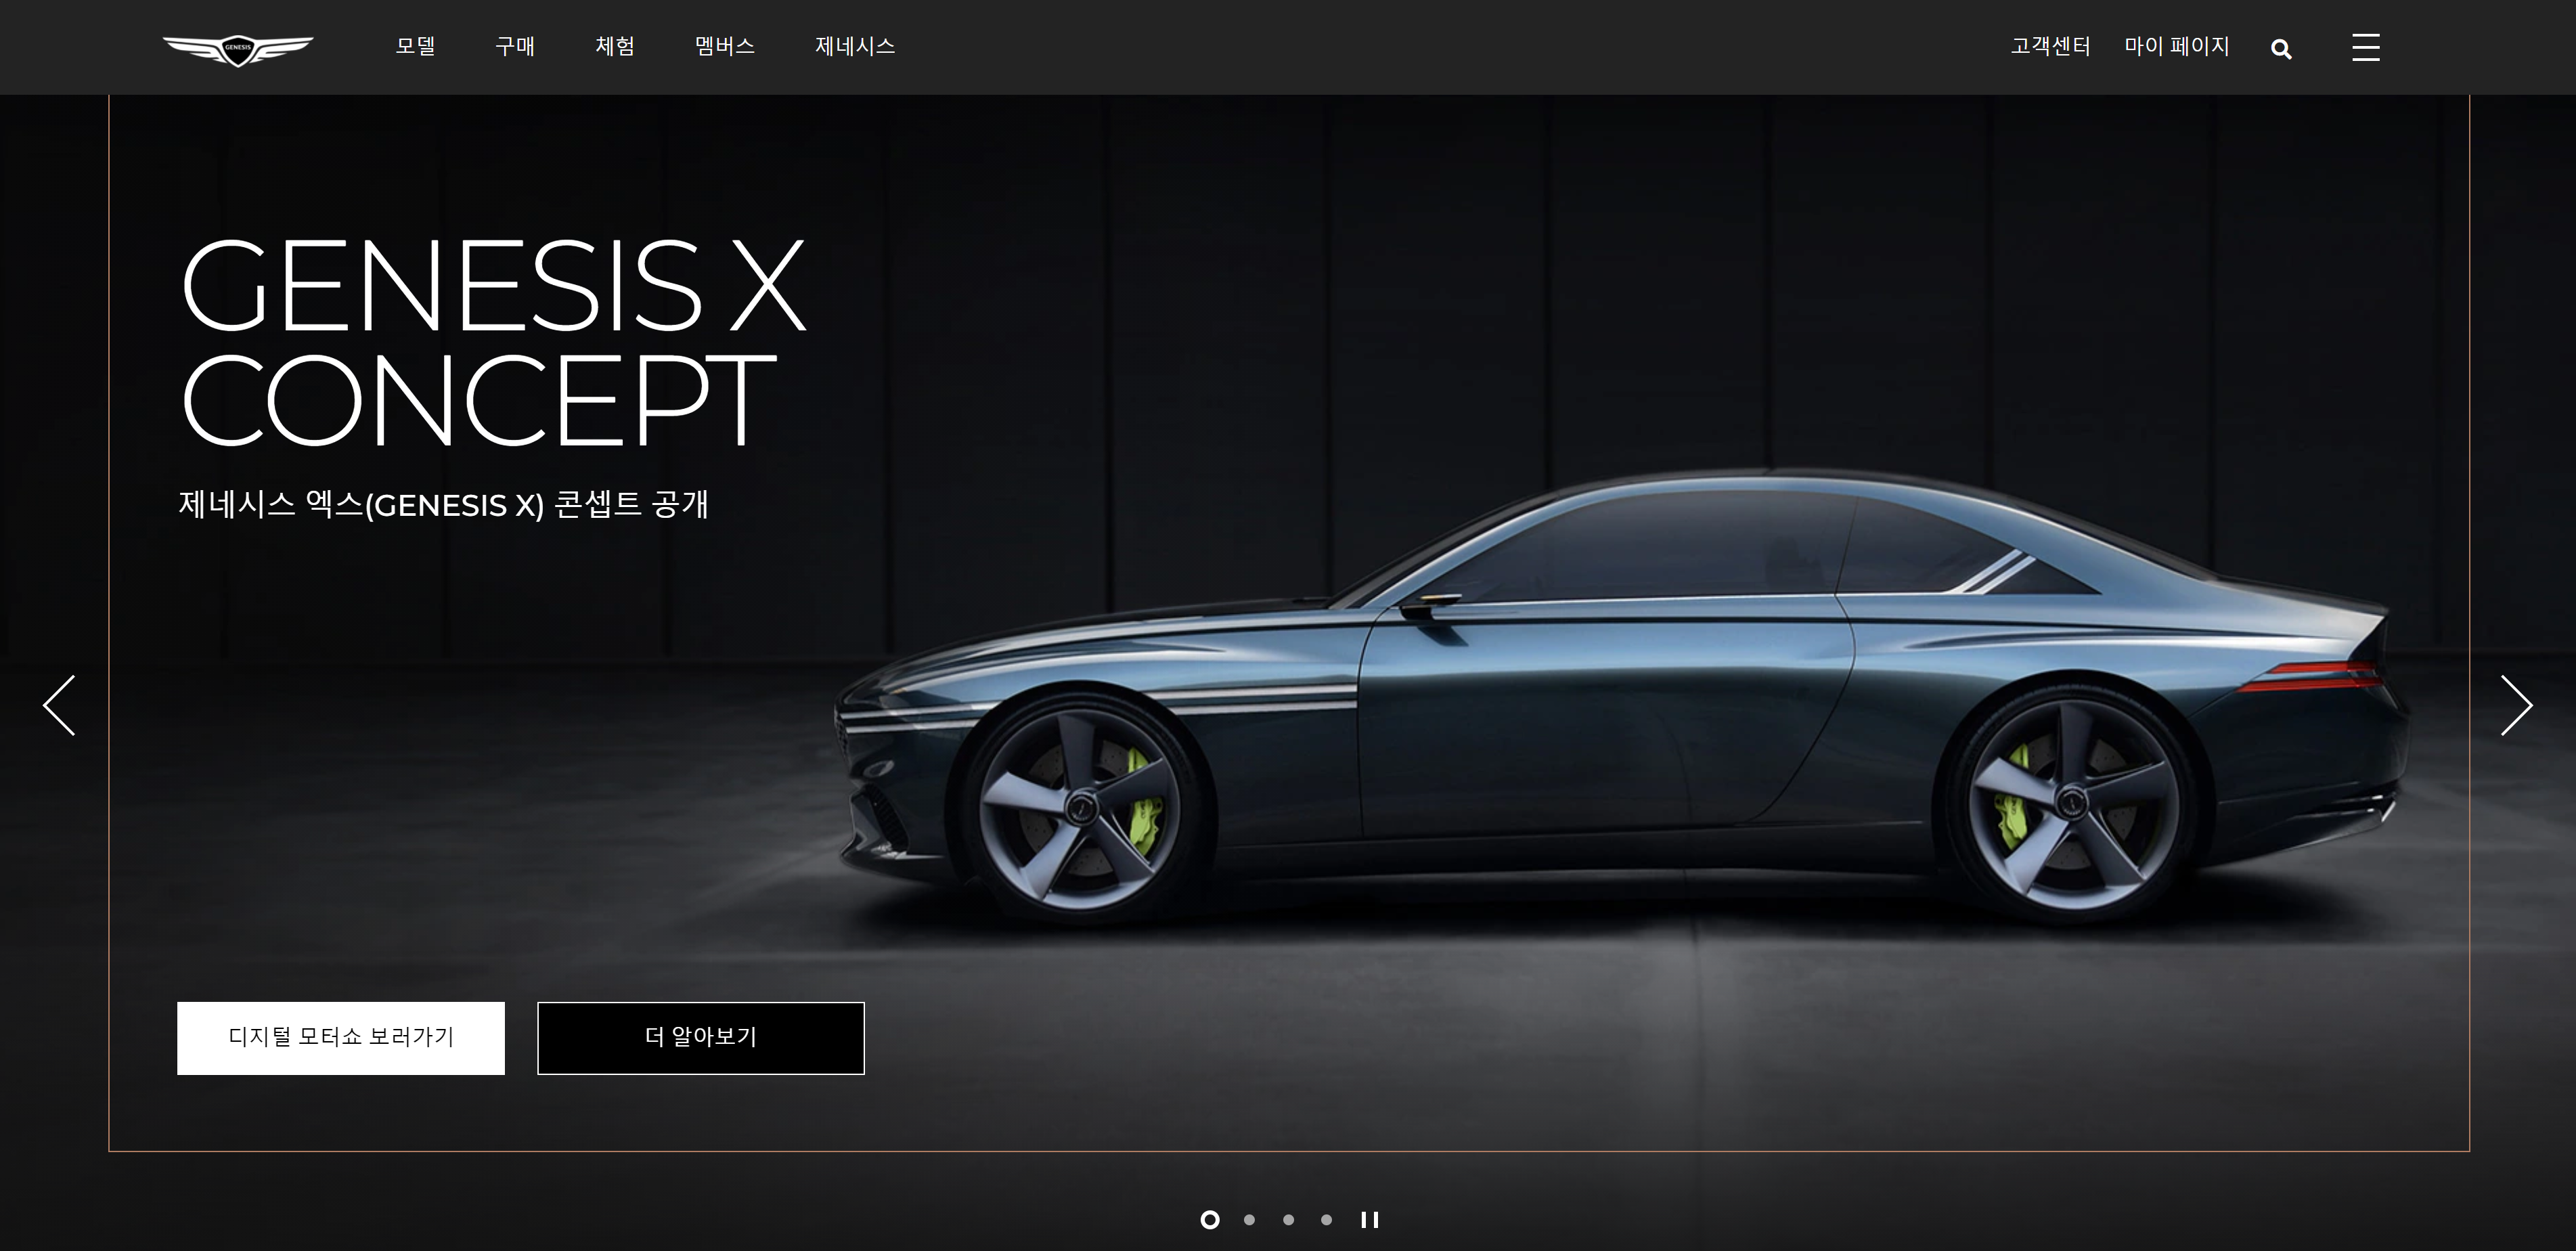 GENESIS
모델 구매 체험 멤버스 제네시스 고객센터 마이 페이지
GENESIS X
CONCEPT
제네시스 엑스(GENESIS X) 콘셉트 공개
디지털 모터쇼 보러가기 더 알아보기